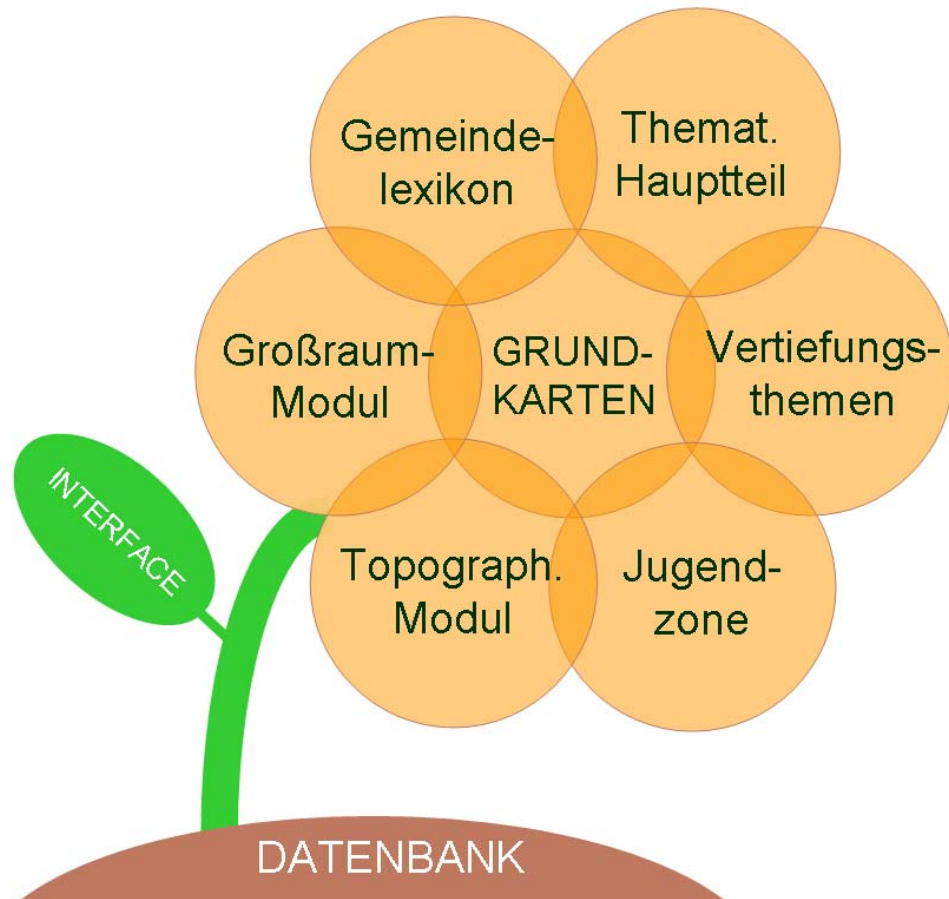 Gemeinde-
lexikon
Themat.
Hauptteil
Großraum-
Modul
GRUND-
KARTEN
Vertiefungs-
themen
Topograph.
Modul
Jugend-
zone
INTERFACE
DATENBANK